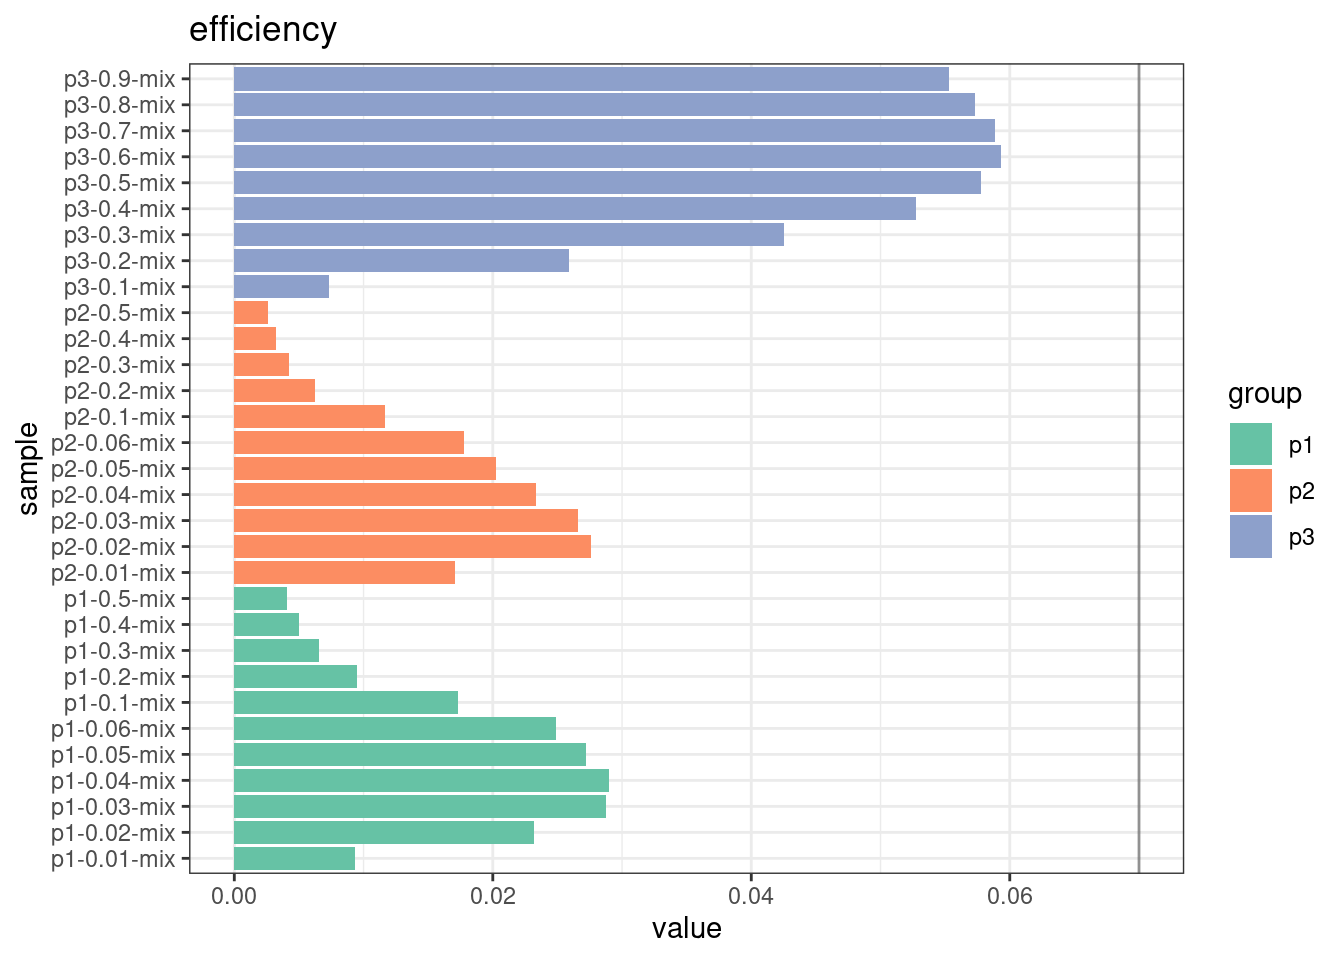 efficiency
p3-0.9-mix
p3-0.8-mix
p3-0.7-mix
p3-0.6-mix
p3-0.5-mix
p3-0.4-mix
p3-0.3-mix
p3-0.2-mix
p3-0.1-mix
p2-0.5-mix
p2-0.4-mix
p2-0.3-mix
p2-0.2-mix
p2-0.1-mix
p2-0.06-mix
p2-0.05-mix
p2-0.04-mix
p2-0.03-mix
p2-0.02-mix
p2-0.01-mix
p1-0.5-mix
p1-0.4-mix
p1-0.3-mix
p1-0.2-mix
p1-0.1-mix
p1-0.06-mix
p1-0.05-mix
p1-0.04-mix
p1-0.03-mix
p1-0.02-mix
p1-0.01-mix
sample
0.00 0.02 0.04 0.06
value
group
p1
p2
p3